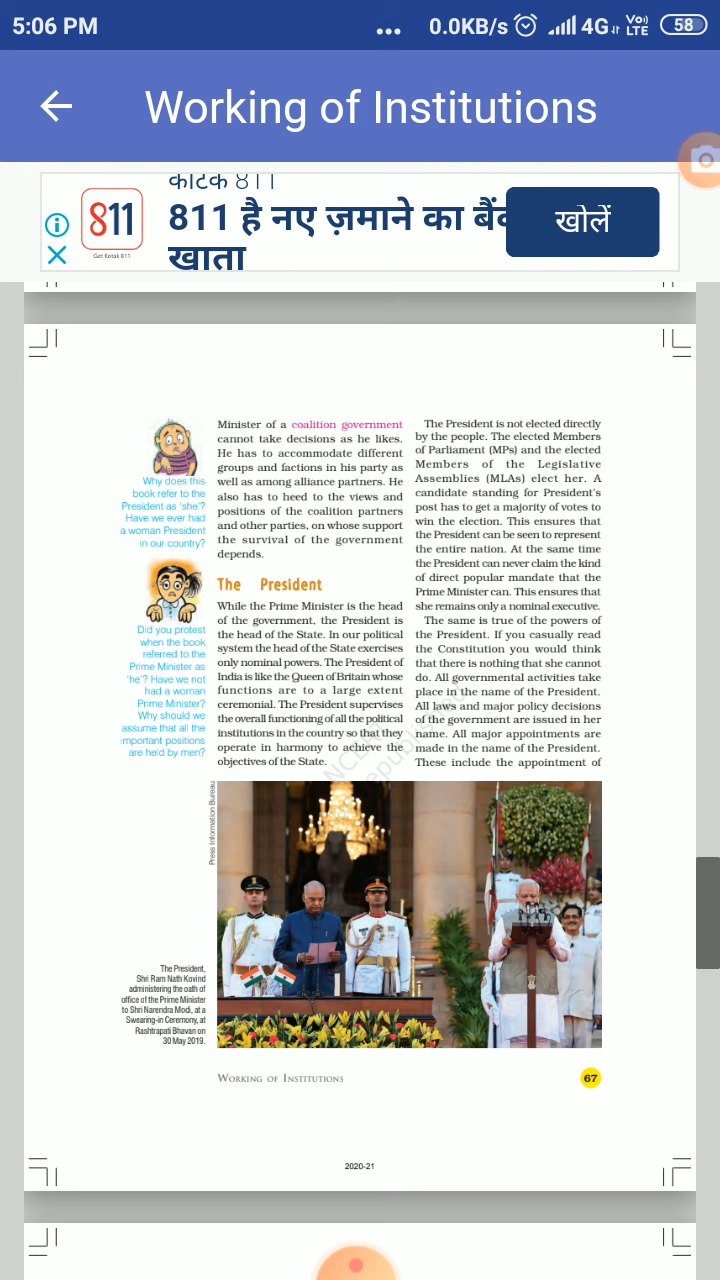 5:06 PM
... 0.0KB/s 4G Vo)) LTE 58
Working of Institutions
कोटक 811
811 है नए ज़माने का
खाता
खोलें
811
Get Kotak 811
Minister of a coalition government
cannot take decisions as he likes.
He has to accommodate different
groups and factions in his party as
well as among alliance partners. He
also has to heed to the views and
positions of the coalition partners
and other parties, on whose support
the survival of the government
depends.
The President
While the Prime Minister is the head
of the government, the President is
the head of the State. In our political
system the head of the State exercises
only nominal powers. The President of
India is like the Queen of Britain whose
functions are to a large extent
ceremonial. The President supervises
the overall functioning of all the political
institutions in the country so that they
operate in harmony to achieve the
objectives of the State.
The President is not elected directly
by the people. The elected Members
of Parliament (MPs) and the elected
Members of the Legislative
Assemblies (MLAs) elect her. A
candidate standing for President's
post has to get a majority of votes to
win the election. This ensures that
the President can be seen to represent
the entire nation. At the same time
the President can never claim the kind
of direct popular mandate that the
Prime Minister can. This ensures that
she remains only a nominal executive.
The same is true of the powers of
the President. If you casually read
the Constitution you would think
that there is nothing that she cannot
do. All governmental activities take
place in the name of the President.
All laws and major policy decisions
of the government are issued in her
name. All major appointments are
made in the name of the President.
These include the appointment of
Why does this
book refer to the
President as 'she'?
Have we ever had
a woman President
in our country?
Did you protest
when the book
referred to the
Prime Minister as
'he'? Have we not
had a woman
Prime Minister?
Why should we
assume that all the
important positions
are held by men?
NCERT
republished
Press Information Bureau
The President,
Shri Ram Nath Kovind
administering the oath of
office of the Prime Minister
to Shri Narendra Modi, at a
Swearing-in Ceremony, at
Rashtrapati Bhavan on
30 May 2019.
WORKING OF INSTITUTIONS
67
2020-21